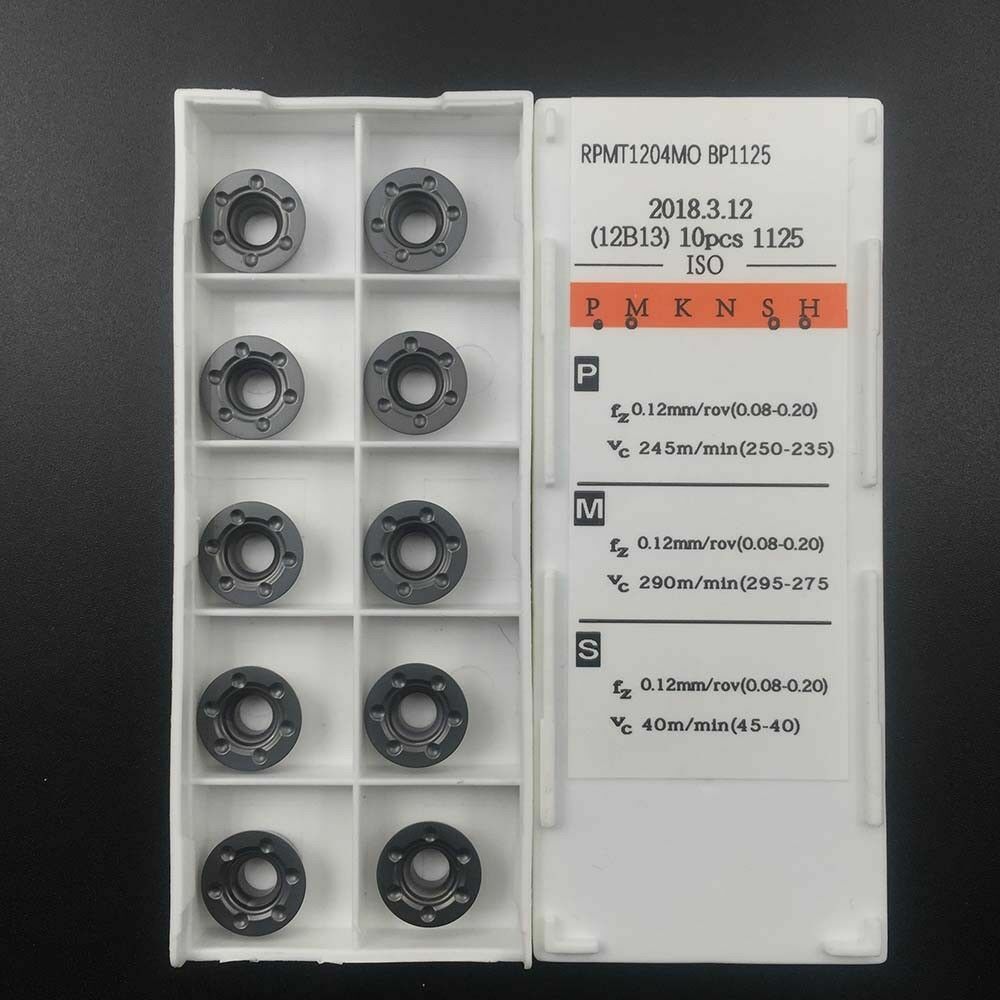 RPMT1204MO BP1125
2018.3.12
(12B13) 10pcs 1125
ISO
P M K N S H
P
fz 0.12mm/rov(0.08-0.20)
vc 245m/min(250-235)
M
fz 0.12mm/rov(0.08-0.20)
vc 290m/min(295-275
S
fz 0.12mm/rov(0.08-0.20)
vc 40m/min(45-40)